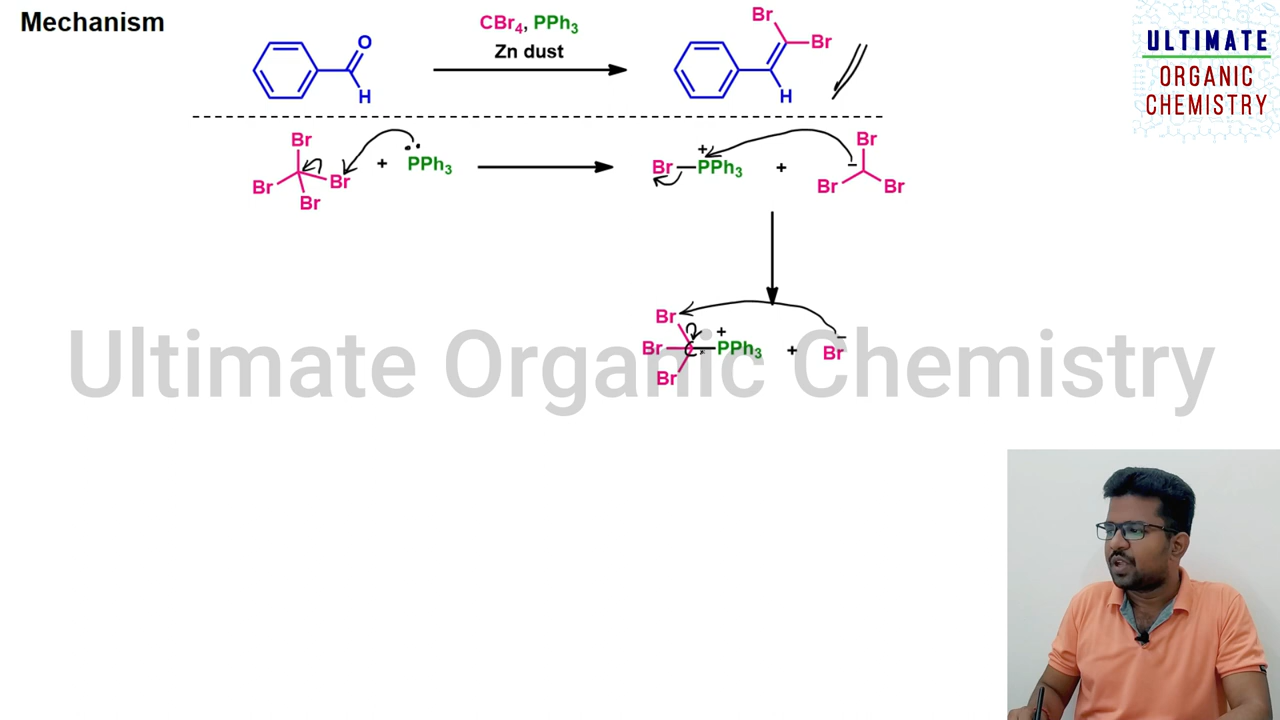 Mechanism
CBr4, PPh3
Zn dust
O
H
Br
Br
H
ULTIMATE
ORGANIC
CHEMISTRY
Br
Br
Br
Br
+
PPh3
Br
+
PPh3
+
−
Br
Br
Br
Br
Br
Br
+
PPh3
+
Br
−
Ultimate Organic Chemistry